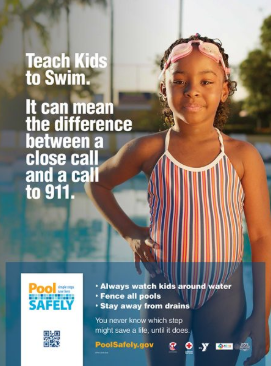 Teach Kids
to Swim.
It can mean
the difference
between a
close call
and a call
to 911.
Pool
SAFELY
• Always watch kids around water
• Fence all pools
• Stay away from drains
You never know which step
might save a life, until it does.
PoolSafely.gov